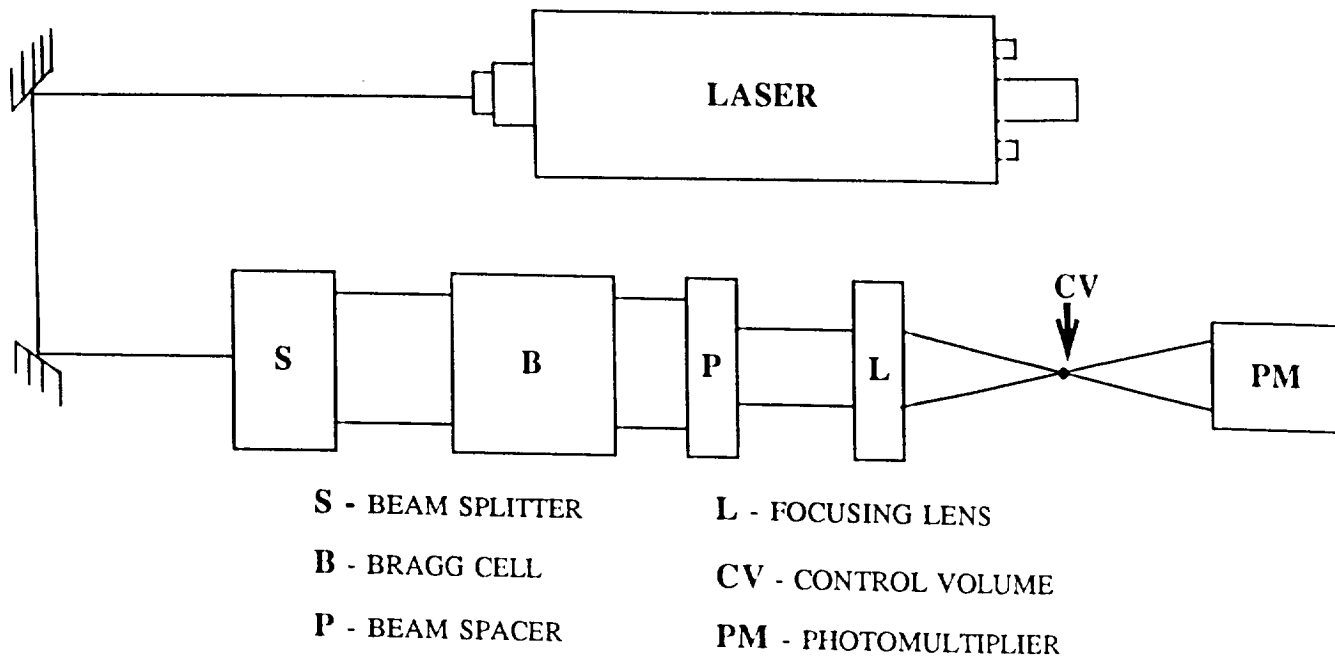 LASER
CV
S
B
P
L
PM
S - BEAM SPLITTER
L - FOCUSING LENS
B - BRAGG CELL
CV - CONTROL VOLUME
P - BEAM SPACER
PM - PHOTOMULTIPLIER